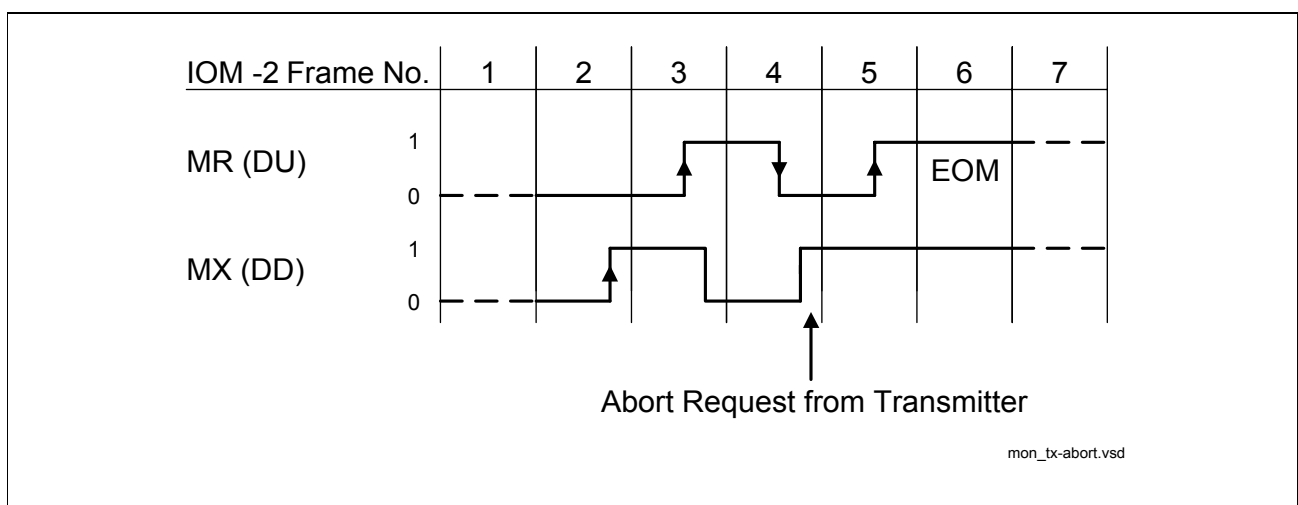 IOM -2 Frame No. 1 2 3 4 5 6 7
1
MR (DU)
EOM
0
1
MX (DD)
0
Abort Request from Transmitter
mon_tx-abort.vsd